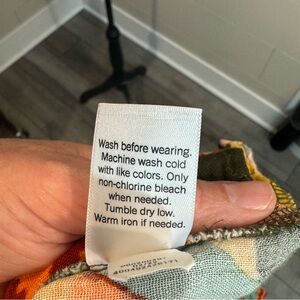 Wash before wearing.
Machine wash cold
with like colors. Only
non-chlorine bleach
when needed.
Tumble dry low.
Warm iron if needed.